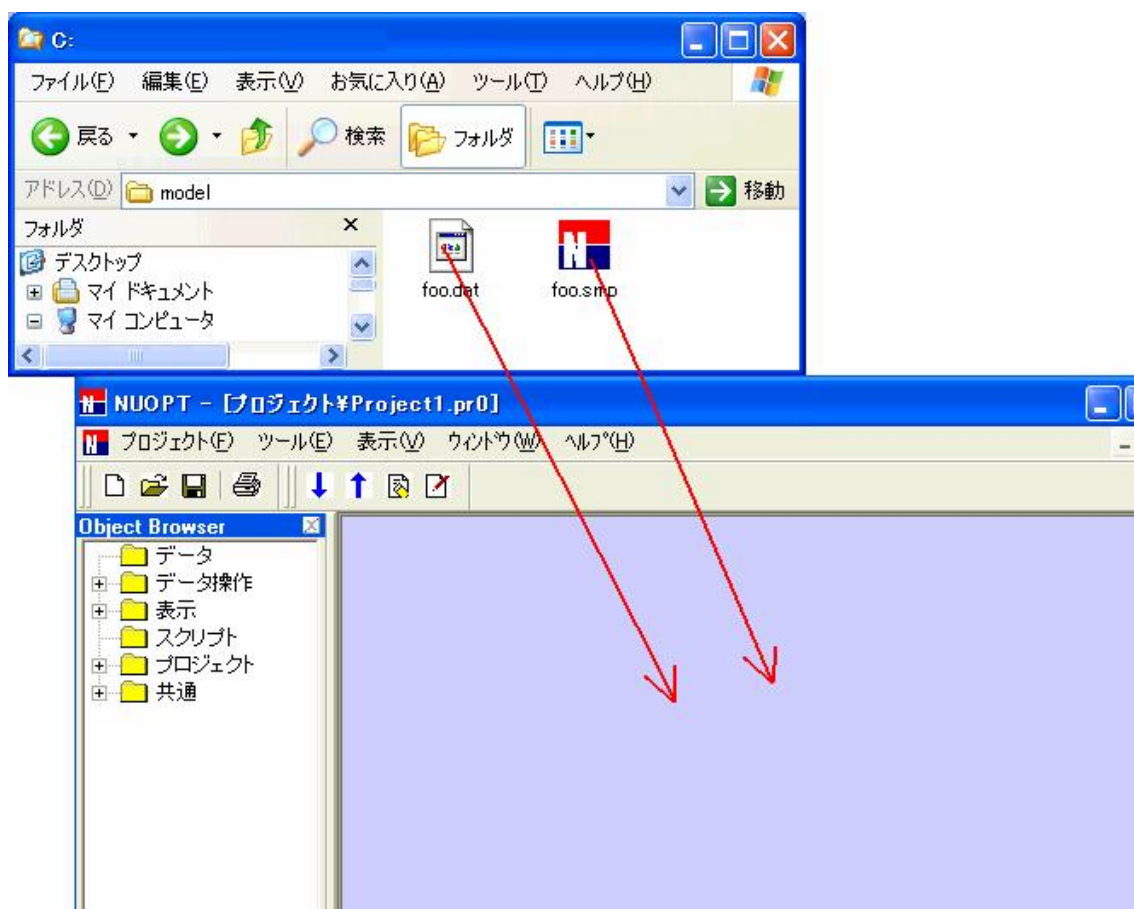 C:
ファイル(F) 編集(E) 表示(V) お気に入り(A) ツール(T) ヘルプ(H)
戻る 検索 フォルダ
アドレス(D) model 移動
フォルダ ×
デスクトップ
マイ ドキュメント
マイ コンピュータ
foo.dat foo.smp
NUOPT - [プロジェクト¥Project1.pr0]
プロジェクト(F) ツール(E) 表示(V) ウィンドウ(W) ヘルプ(H)
Object Browser
データ
データ操作
表示
スクリプト
プロジェクト
共通